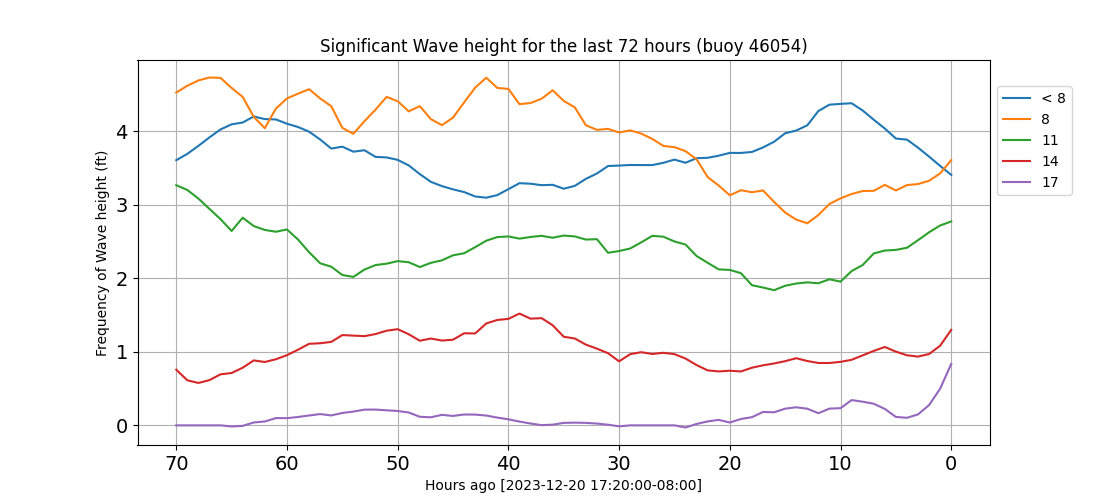 Significant Wave height for the last 72 hours (buoy 46054)
Frequency of Wave height (ft)
4
3
2
1
0
70 60 50 40 30 20 10 0
Hours ago [2023-12-20 17:20:00-08:00]
< 8
8
11
14
17